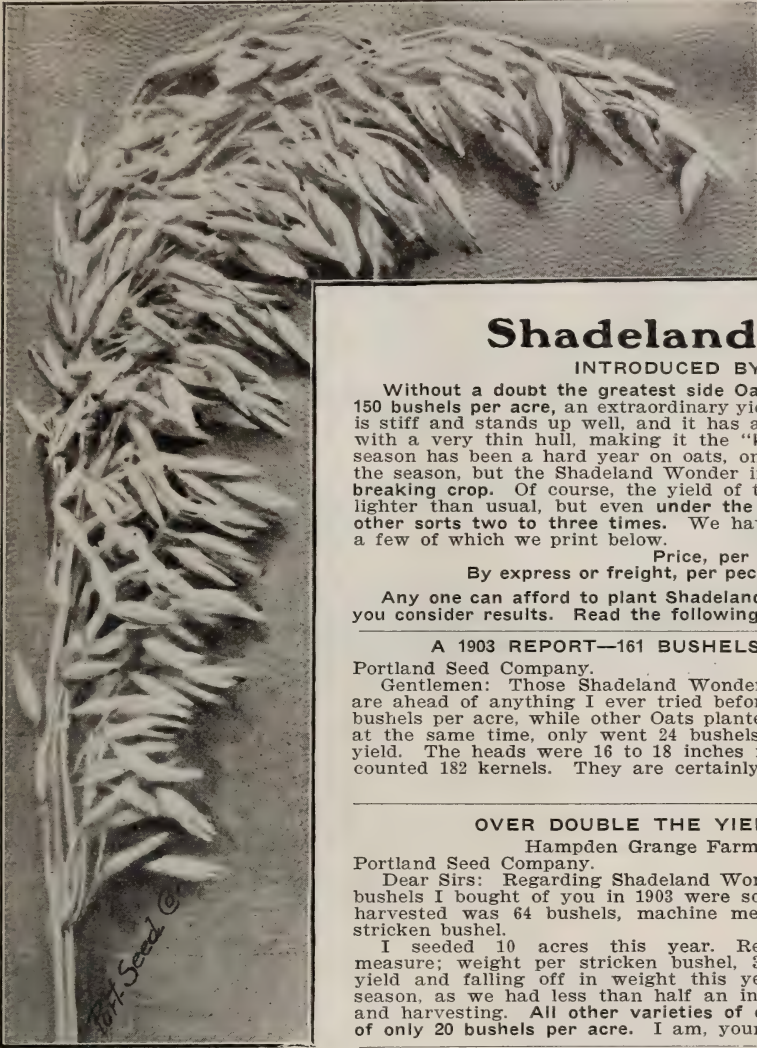 Shadeland
INTRODUCED BY
Without a doubt the greatest side Oa
150 bushels per acre, an extraordinary yie
is stiff and stands up well, and it has a
with a very thin hull, making it the "
season has been a hard year on oats, or
the season, but the Shadeland Wonder i
breaking crop. Of course, the yield of t
lighter than usual, but even under the
other sorts two to three times. We ha
a few of which we print below.
Price, per
By express or freight, per pec
Any one can afford to plant Shadeland
you consider results. Read the following
A 1903 REPORT—161 BUSHELS
Portland Seed Company.
Gentlemen: Those Shadeland Wonder
are ahead of anything I ever tried befor
bushels per acre, while other Oats plante
at the same time, only went 24 bushels
yield. The heads were 16 to 18 inches
counted 182 kernels. They are certainly
OVER DOUBLE THE YIE
Hampden Grange Farm
Portland Seed Company.
Dear Sirs: Regarding Shadeland Wo
bushels I bought of you in 1903 were so
harvested was 64 bushels, machine me
stricken bushel.
I seeded 10 acres this year. Re
measure; weight per stricken bushel, 3
yield and falling off in weight this ye
season, as we had less than half an in
and harvesting. All other varieties of
of only 20 bushels per acre. I am, your
Port. Seed Co.